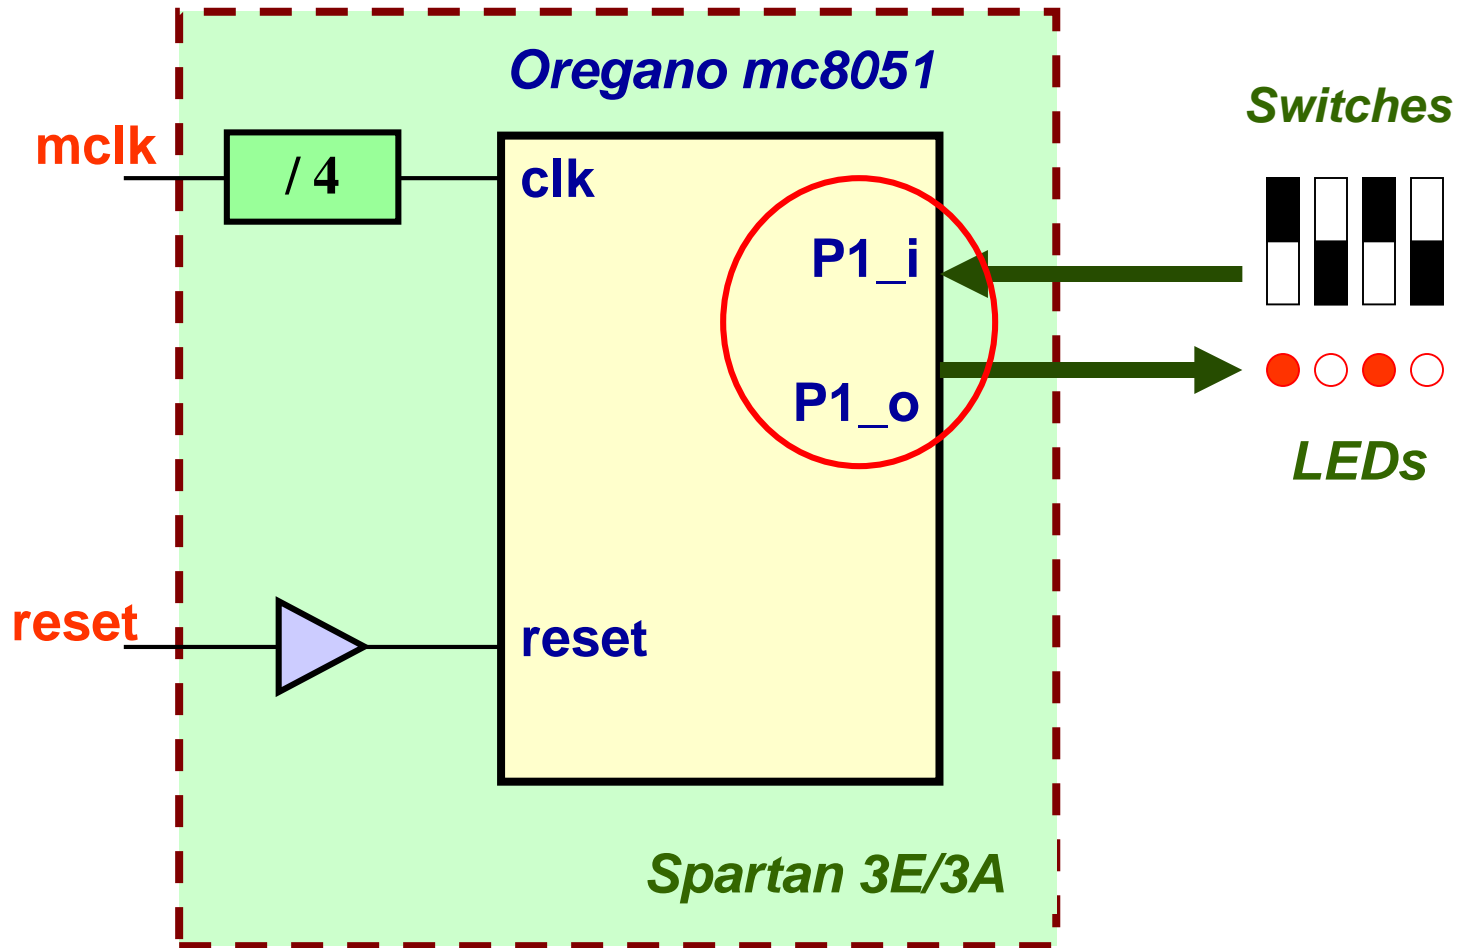 Oregano mc8051
Switches
mclk
/ 4
clk
P1_i
P1_o
LEDs
reset
reset
Spartan 3E/3A